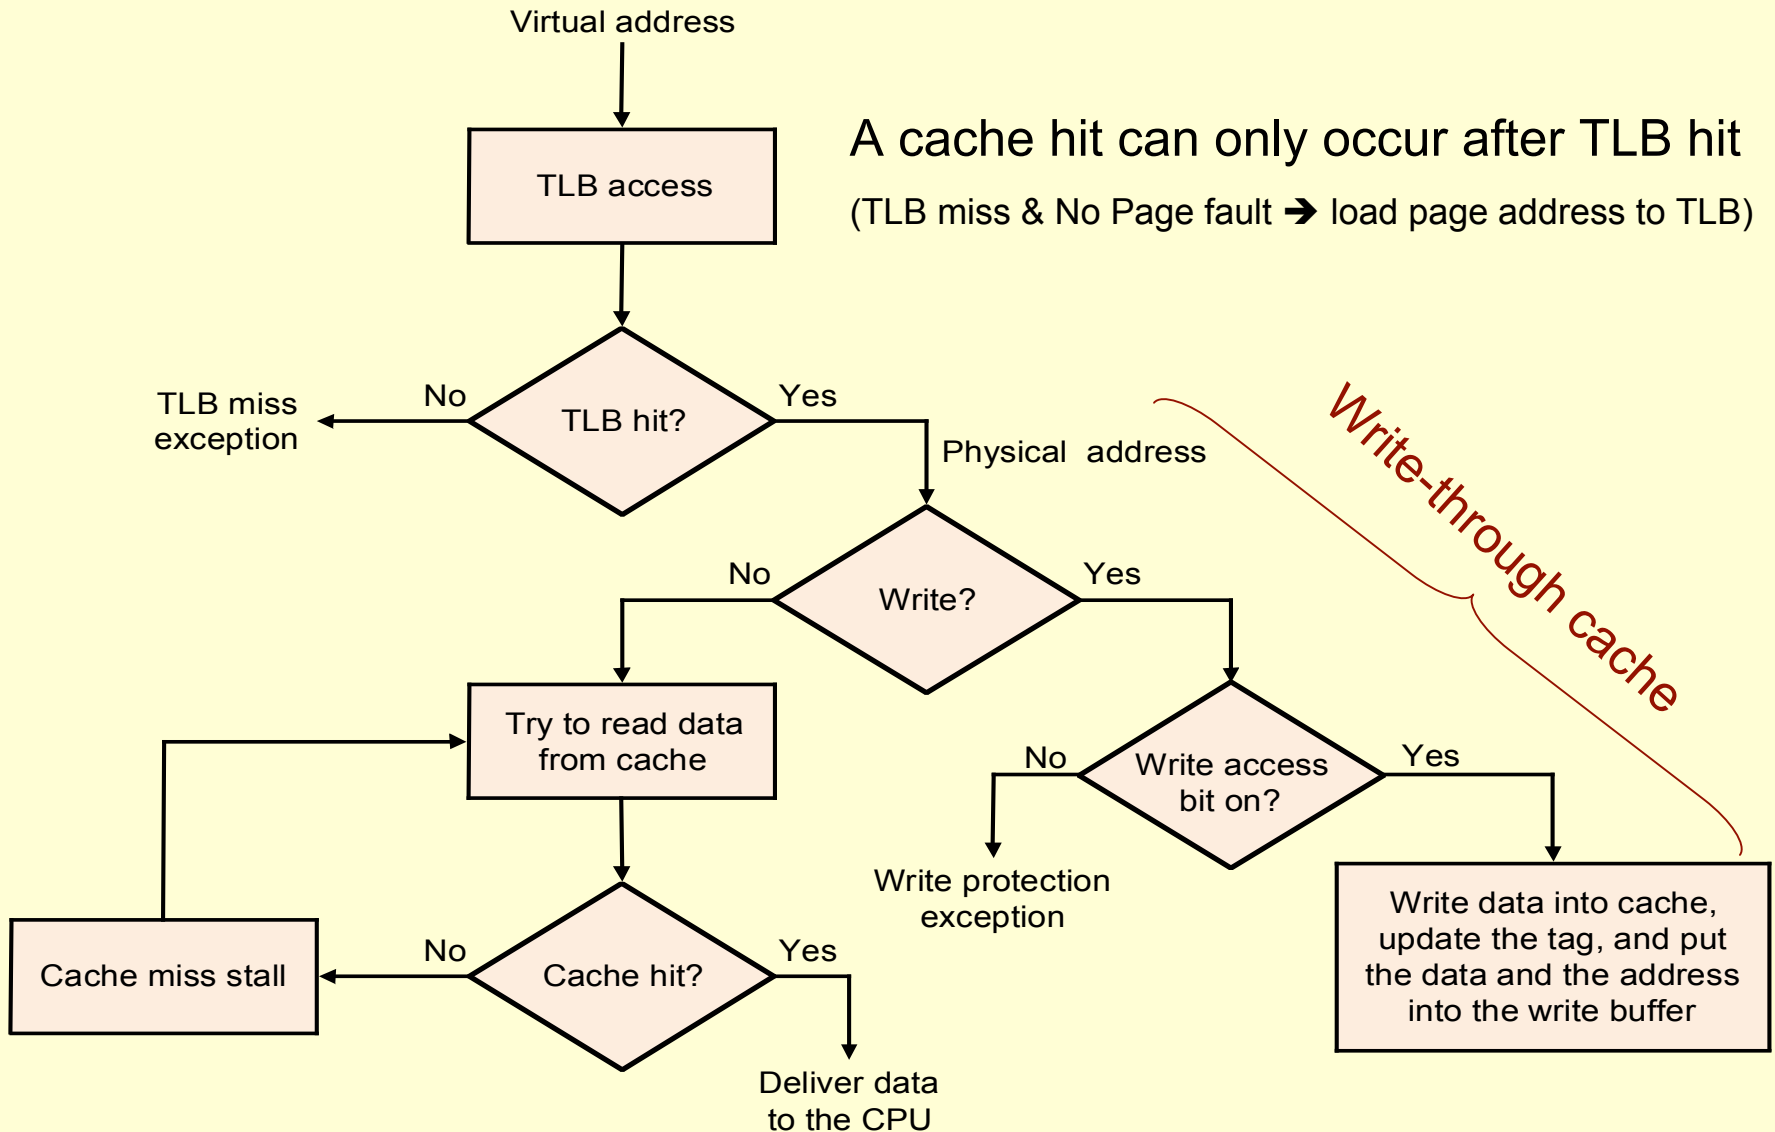 Virtual address
A cache hit can only occur after TLB hit
(TLB miss & No Page fault ➔ load page address to TLB)
TLB access
No
Yes
TLB miss
exception
TLB hit?
Physical address
Write-through cache
No
Yes
Write?
Try to read data
from cache
No
Yes
Write access
bit on?
Write protection
exception
Write data into cache,
update the tag, and put
the data and the address
into the write buffer
No
Yes
Cache miss stall
Cache hit?
Deliver data
to the CPU